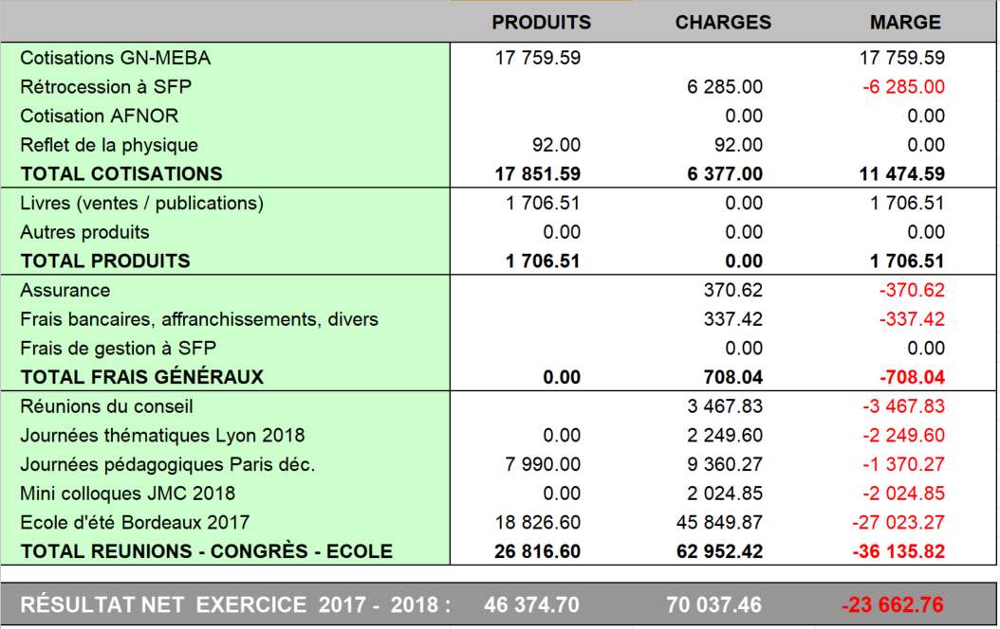 PRODUITS CHARGES MARGE
Cotisations GN-MEBA 17 759.59 17 759.59
Rétrocession à SFP 6 285.00 -6 285.00
Cotisation AFNOR 0.00 0.00
Reflet de la physique 92.00 92.00 0.00
TOTAL COTISATIONS 17 851.59 6 377.00 11 474.59
Livres (ventes / publications) 1 706.51 0.00 1 706.51
Autres produits 0.00 0.00 0.00
TOTAL PRODUITS 1 706.51 0.00 1 706.51
Assurance 370.62 -370.62
Frais bancaires, affranchissements, divers 337.42 -337.42
Frais de gestion à SFP 0.00 0.00
TOTAL FRAIS GÉNÉRAUX 0.00 708.04 -708.04
Réunions du conseil 3 467.83 -3 467.83
Journées thématiques Lyon 2018 0.00 2 249.60 -2 249.60
Journées pédagogiques Paris déc. 7 990.00 9 360.27 -1 370.27
Mini colloques JMC 2018 0.00 2 024.85 -2 024.85
Ecole d'été Bordeaux 2017 18 826.60 45 849.87 -27 023.27
TOTAL REUNIONS - CONGRÈS - ECOLE 26 816.60 62 952.42 -36 135.82
RÉSULTAT NET EXERCICE 2017 - 2018 : 46 374.70 70 037.46 -23 662.76